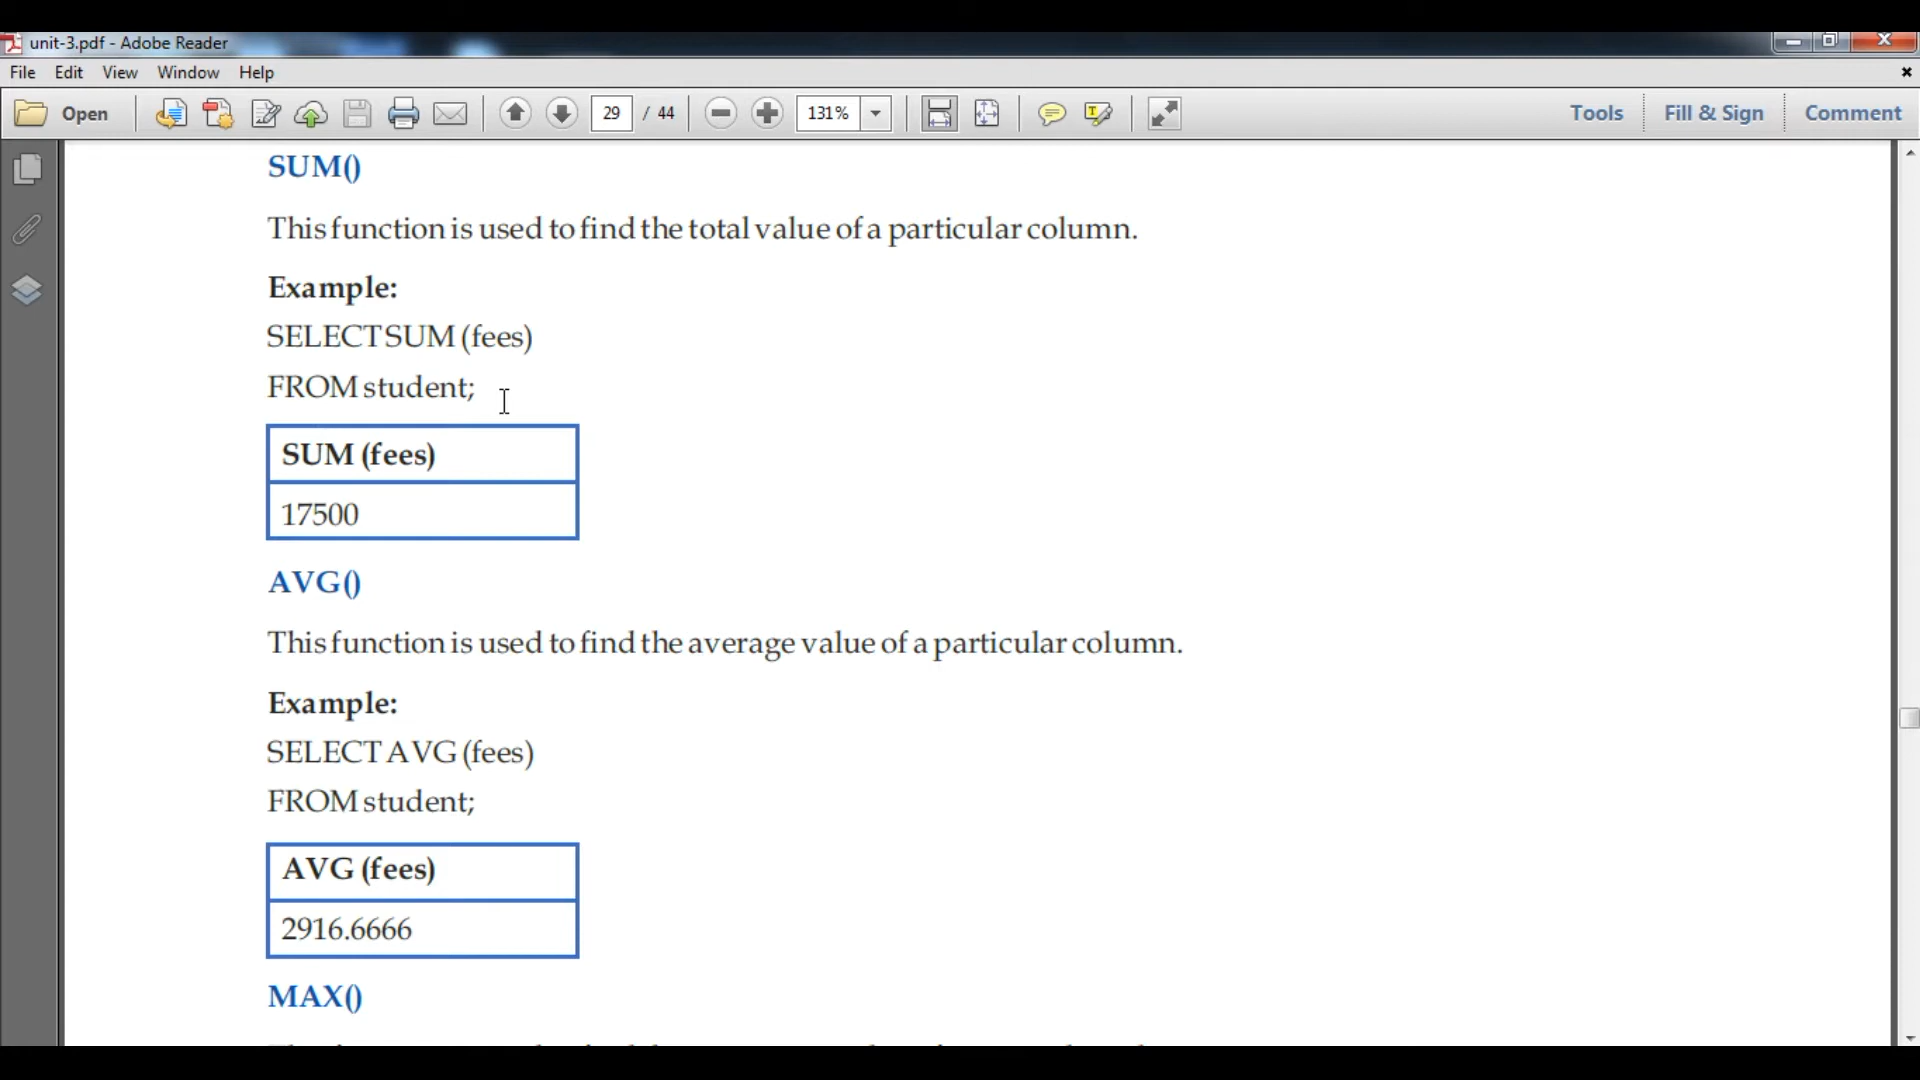 unit-3.pdf - Adobe Reader
File Edit View Window Help
Open 29 / 44 131% Tools Fill & Sign Comment
SUM()
This function is used to find the total value of a particular column.
Example:
SELECT SUM (fees)
FROM student;
SUM (fees)
17500
AVG()
This function is used to find the average value of a particular column.
Example:
SELECT AVG (fees)
FROM student;
AVG (fees)
2916.6666
MAX()